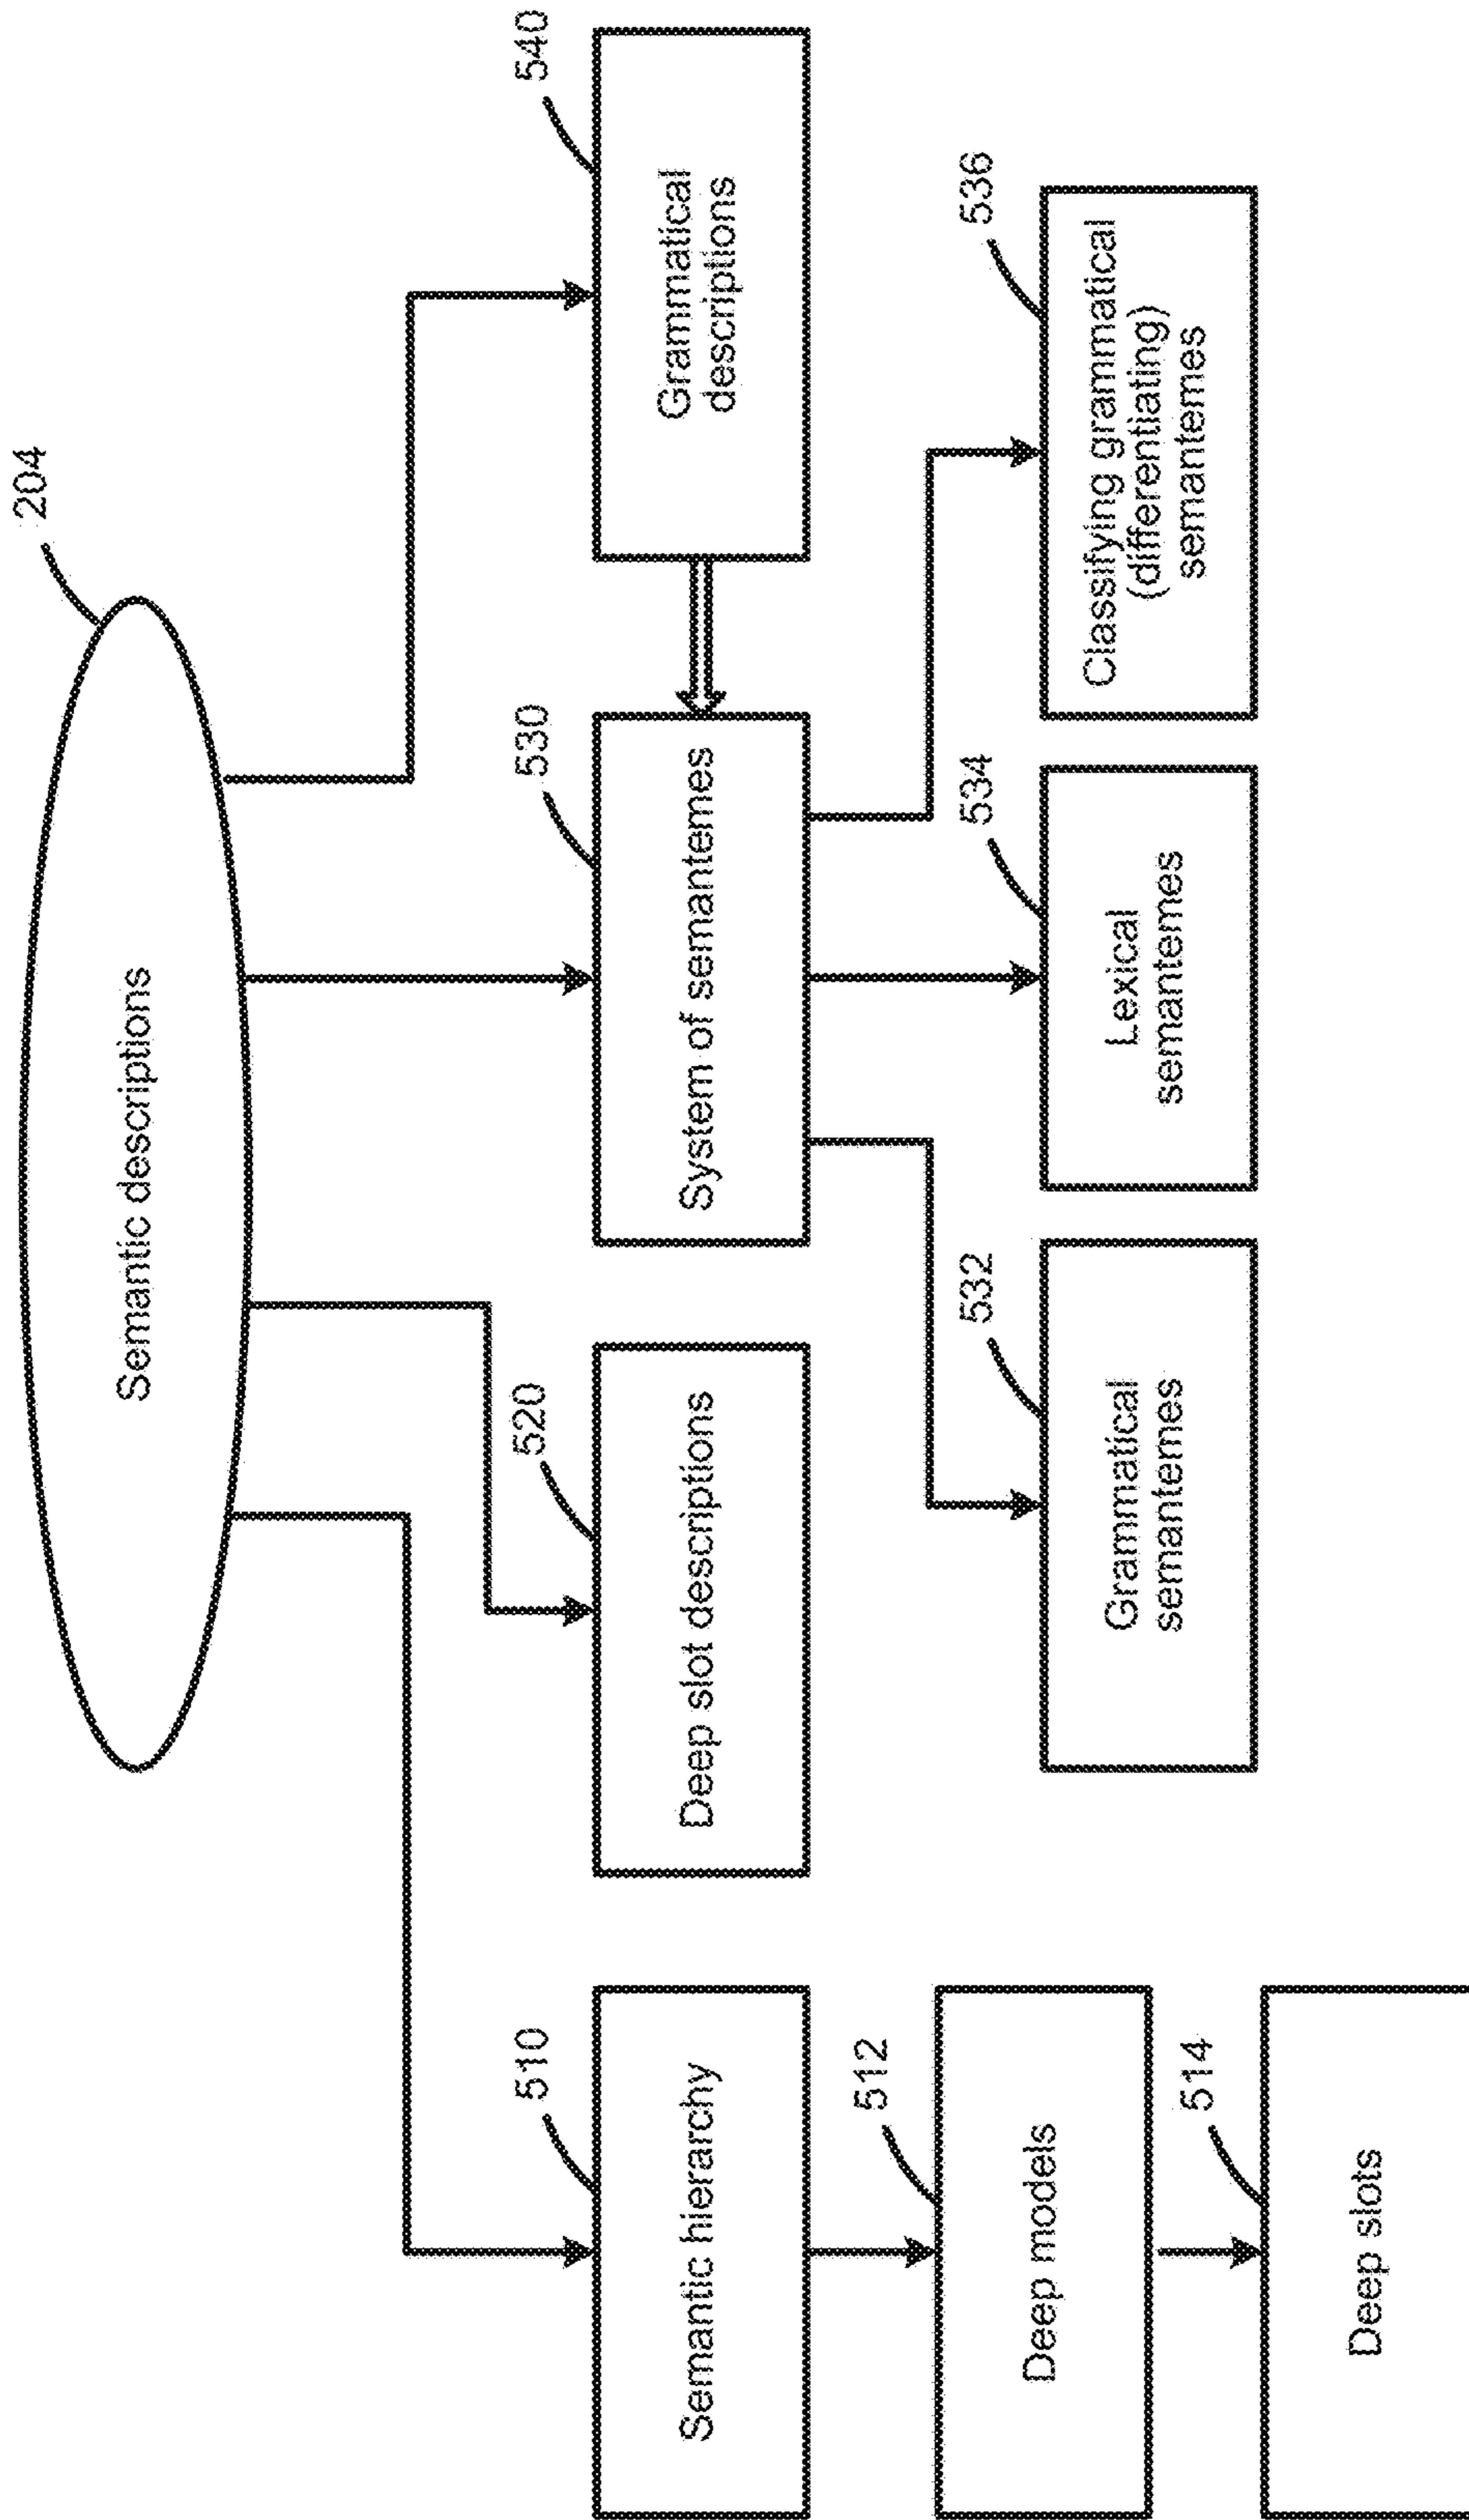 204
Semantic descriptions
510
Semantic hierarchy
520
Deep slot descriptions
530
System of semantemes
540
Grammatical
descriptions
512
Deep models
532
Grammatical
semantemes
534
Lexical
semantemes
536
Classifying grammatical
(differentiating)
semantemes
514
Deep slots